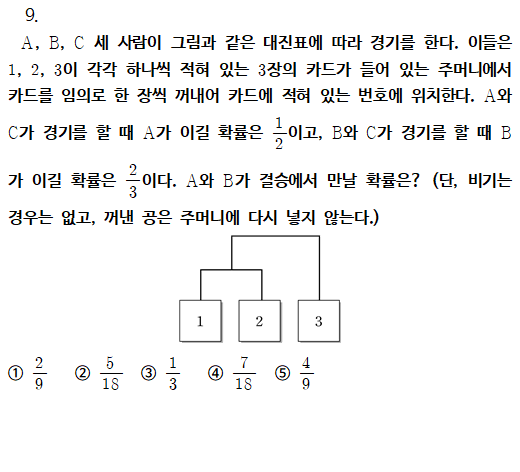 9.
A, B, C 세 사람이 그림과 같은 대진표에 따라 경기를 한다. 이들은
1, 2, 3이 각각 하나씩 적혀 있는 3장의 카드가 들어 있는 주머니에서
카드를 임의로 한 장씩 꺼내어 카드에 적혀 있는 번호에 위치한다. A와
C가 경기를 할 때 A가 이길 확률은 1/2이고, B와 C가 경기를 할 때 B
가 이길 확률은 2/3이다. A와 B가 결승에서 만날 확률은? (단, 비기는
경우는 없고, 꺼낸 공은 주머니에 다시 넣지 않는다.)
1 2 3
① 2/9 ② 5/18 ③ 1/3 ④ 7/18 ⑤ 4/9